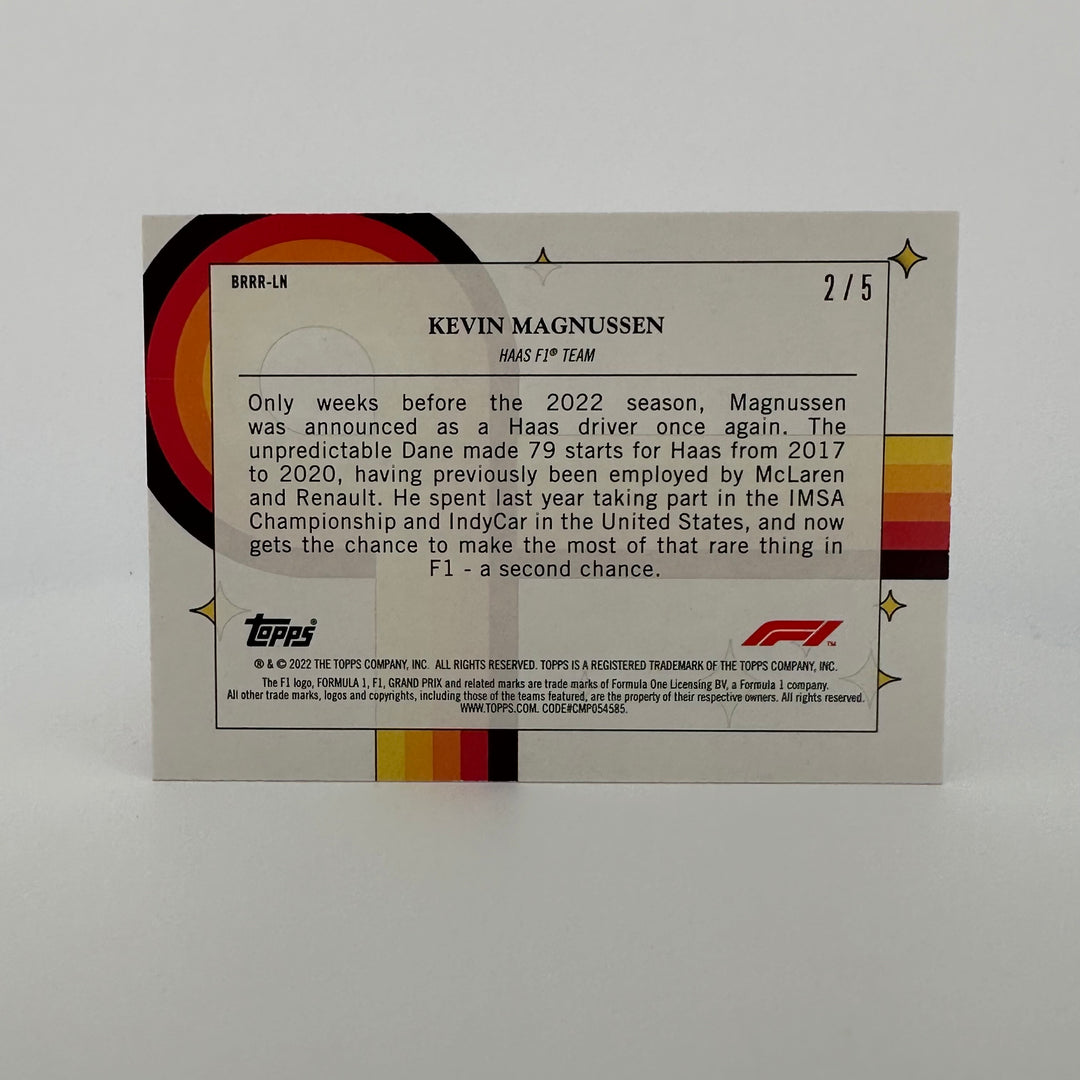 BRRR-LN
2/5
KEVIN MAGNUSSEN
HAAS F1® TEAM
Only weeks before the 2022 season, Magnussen
was announced as a Haas driver once again. The
unpredictable Dane made 79 starts for Haas from 2017
to 2020, having previously been employed by McLaren
and Renault. He spent last year taking part in the IMSA
Championship and IndyCar in the United States, and now
gets the chance to make the most of that rare thing in
F1 - a second chance.
topps®
F1™
® & © 2022 THE TOPPS COMPANY, INC. ALL RIGHTS RESERVED. TOPPS IS A REGISTERED TRADEMARK OF THE TOPPS COMPANY, INC.
The F1 logo, FORMULA 1, F1, GRAND PRIX and related marks are trade marks of Formula One Licensing BV, a Formula 1 company.
All other trade marks, logos and copyrights, including those of the teams featured, are the property of their respective owners. All rights reserved.
WWW.TOPPS.COM. CODE#CMP054585.